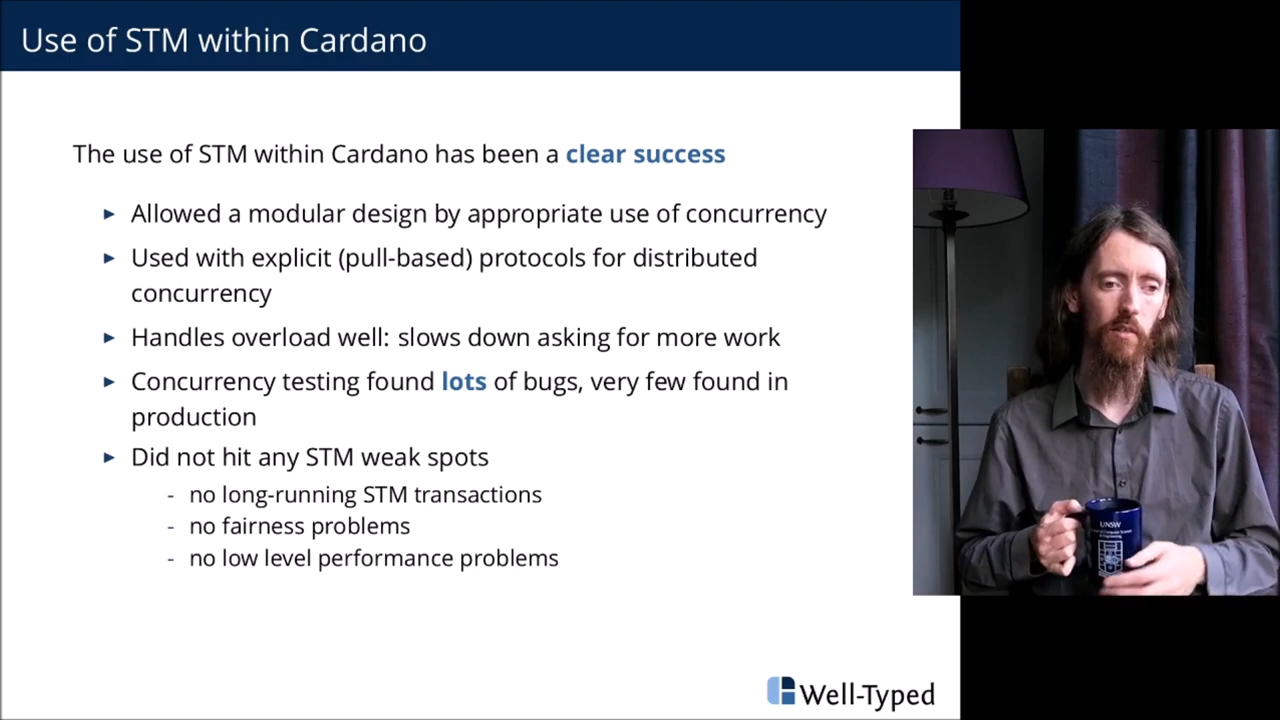 Use of STM within Cardano
The use of STM within Cardano has been a clear success
Allowed a modular design by appropriate use of concurrency
Used with explicit (pull-based) protocols for distributed
concurrency
Handles overload well: slows down asking for more work
Concurrency testing found lots of bugs, very few found in
production
Did not hit any STM weak spots
- no long-running STM transactions
- no fairness problems
- no low level performance problems
UNSW
Well-Typed